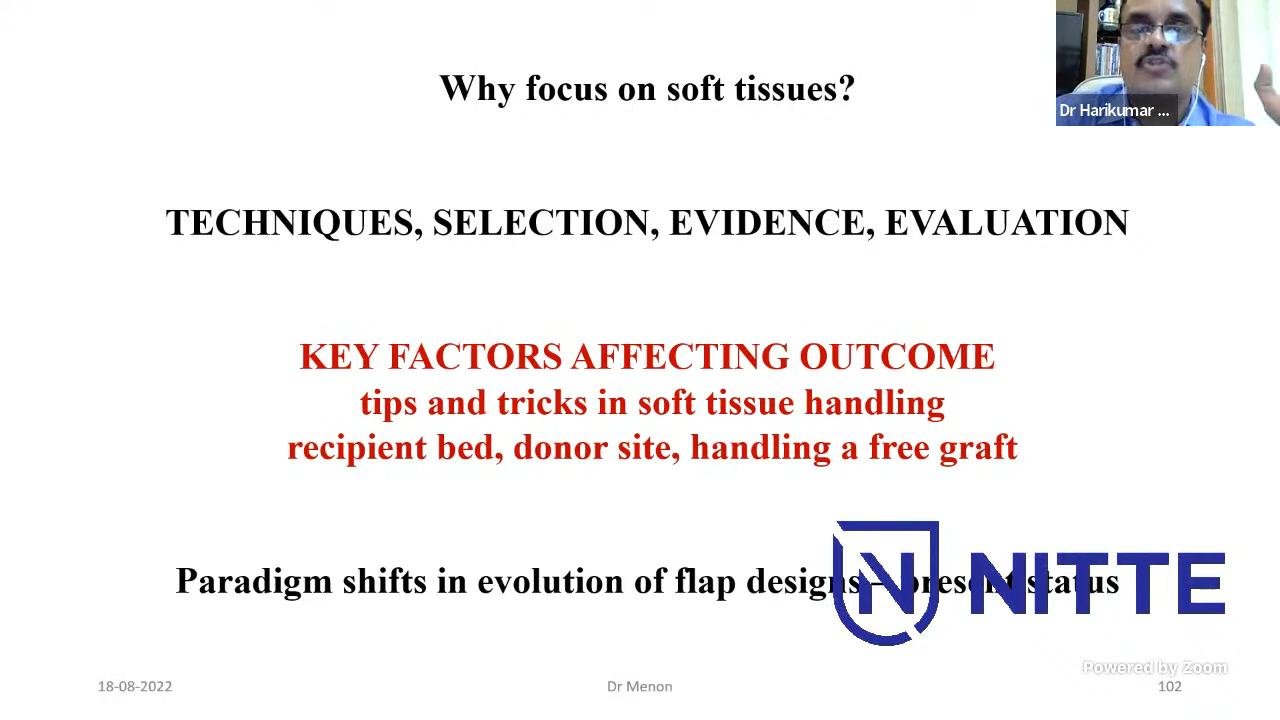 Why focus on soft tissues?
Dr Harikumar ...
TECHNIQUES, SELECTION, EVIDENCE, EVALUATION
KEY FACTORS AFFECTING OUTCOME
tips and tricks in soft tissue handling
recipient bed, donor site, handling a free graft
Paradigm shifts in evolution of flap designs – present status
NITTE
Powered by Zoom
18-08-2022 Dr Menon 102